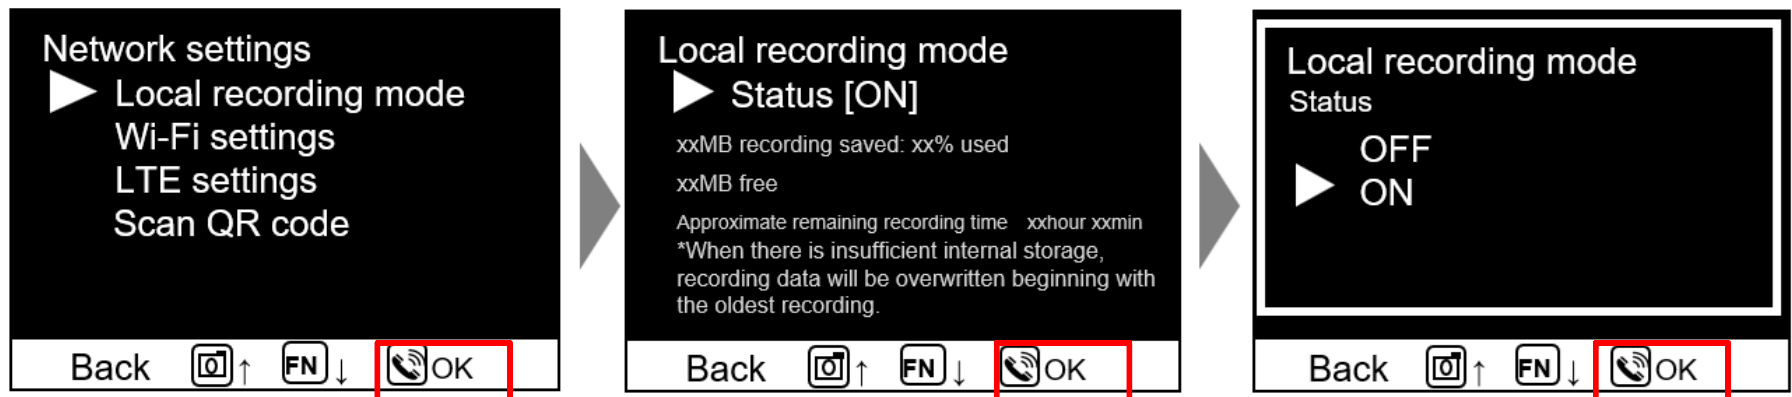 Network settings
Local recording mode
Wi-Fi settings
LTE settings
Scan QR code
Back ↑ FN ↓ OK
Local recording mode
Status [ON]
xxMB recording saved: xx% used
xxMB free
Approximate remaining recording time xxhour xxmin
*When there is insufficient internal storage,
recording data will be overwritten beginning with
the oldest recording.
Back ↑ FN ↓ OK
Local recording mode
Status
OFF
ON
Back ↑ FN ↓ OK